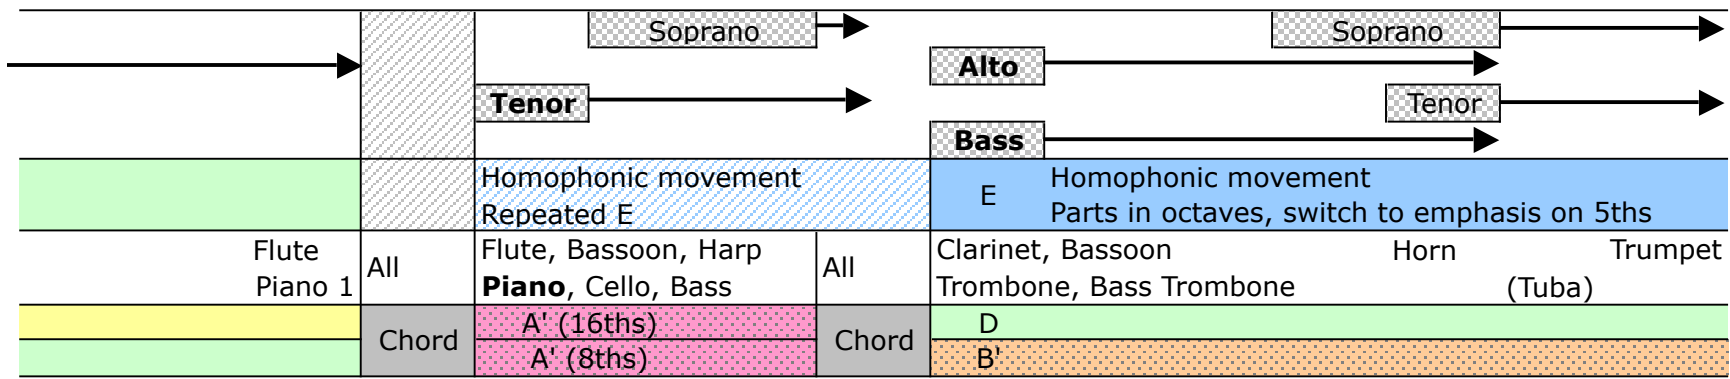 Soprano Soprano
Alto
Tenor Tenor
Bass
Homophonic movement Homophonic movement
E
Repeated E Parts in octaves, switch to emphasis on 5ths
Flute Flute, Bassoon, Harp Clarinet, Bassoon Horn Trumpet
All All
Piano 1 Piano, Cello, Bass Trombone, Bass Trombone (Tuba)
A' (16ths) D
Chord Chord
A' (8ths) B'